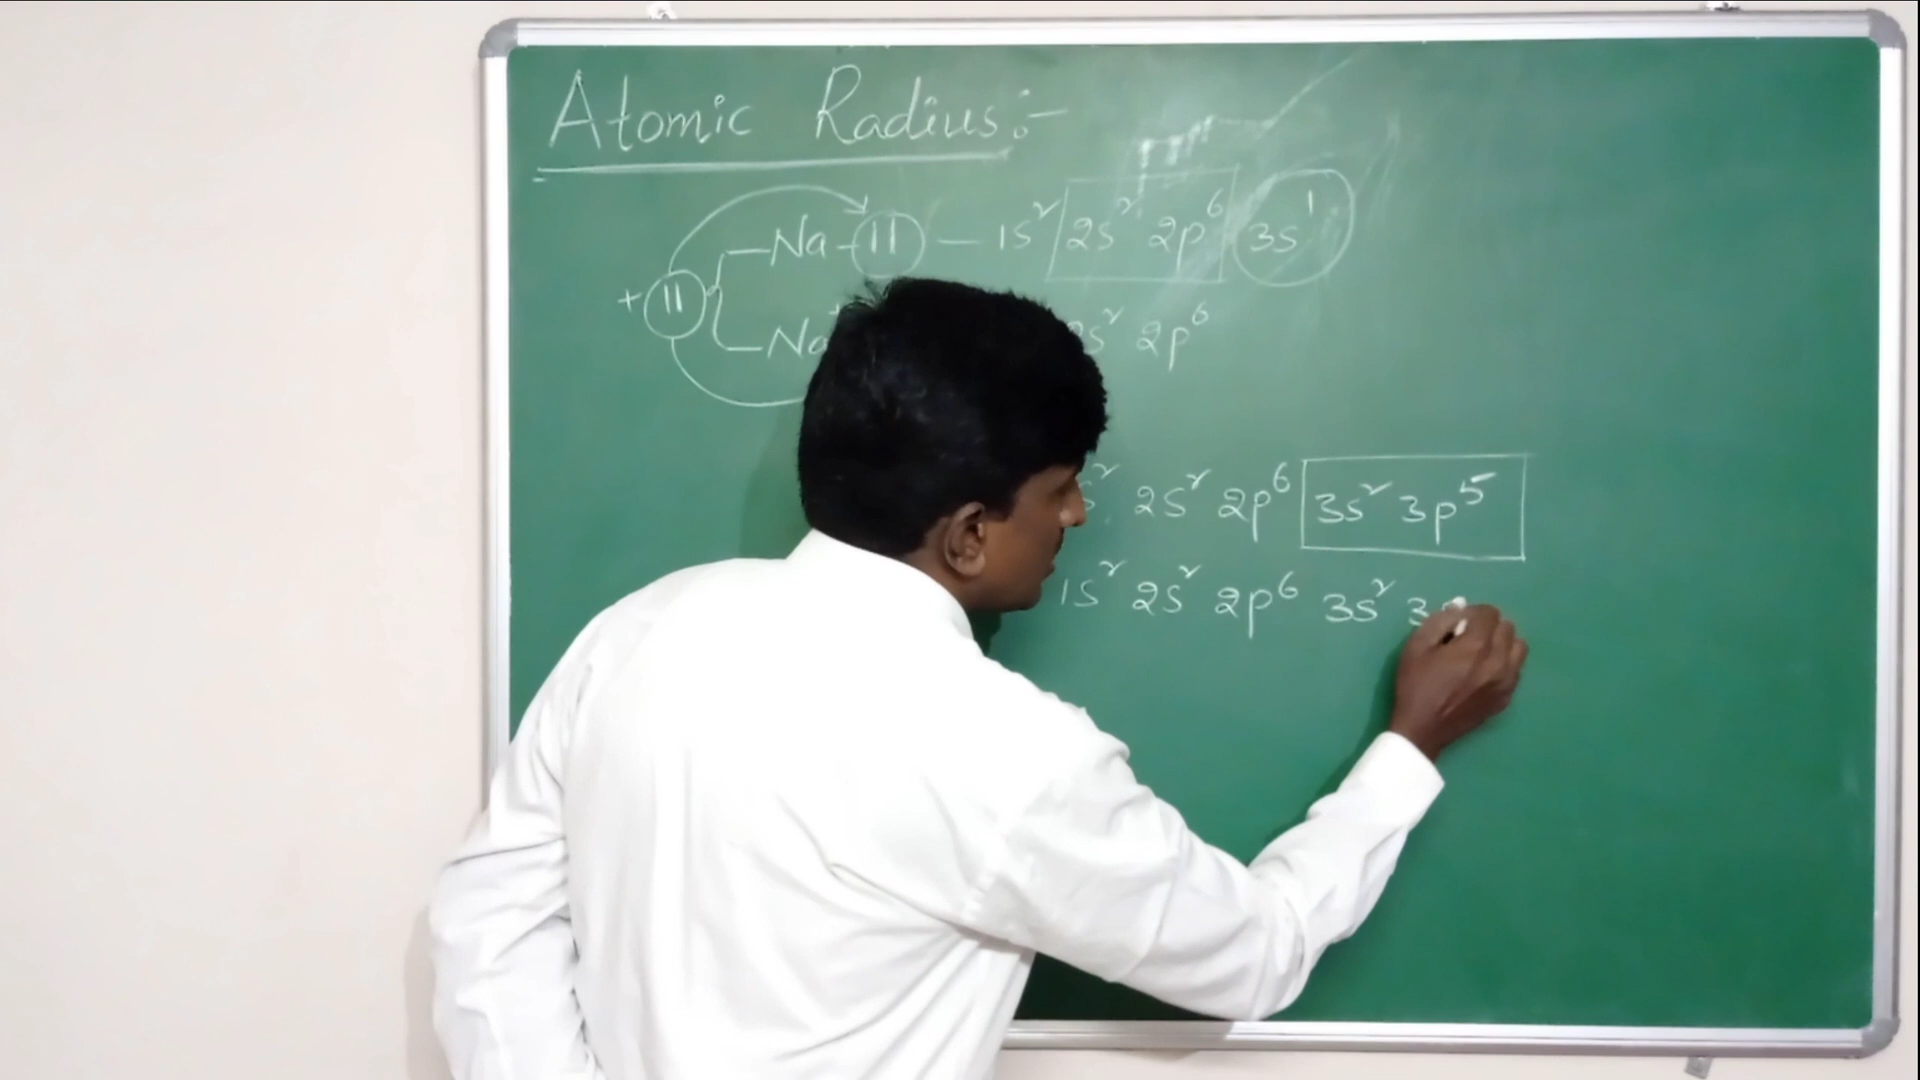 Atomic Radius:-
Na - 11 — 1s² 2s² 2p⁶ 3s¹
+ 11
Na 2s² 2p⁶
s² 2s² 2p⁶ 3s² 3p⁵
1s² 2s² 2p⁶ 3s² 3